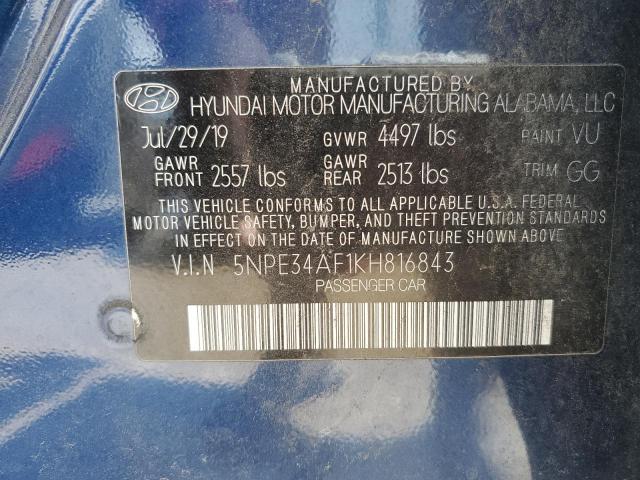 MANUFACTURED BY
HYUNDAI MOTOR MANUFACTURING ALABAMA, LLC
Jul/29/19 GVWR 4497 lbs PAINT VU
GAWR FRONT 2557 lbs GAWR REAR 2513 lbs TRIM GG
THIS VEHICLE CONFORMS TO ALL APPLICABLE U.S.A. FEDERAL
MOTOR VEHICLE SAFETY, BUMPER, AND THEFT PREVENTION STANDARDS
IN EFFECT ON THE DATE OF MANUFACTURE SHOWN ABOVE
V.I.N 5NPE34AF1KH816843
PASSENGER CAR